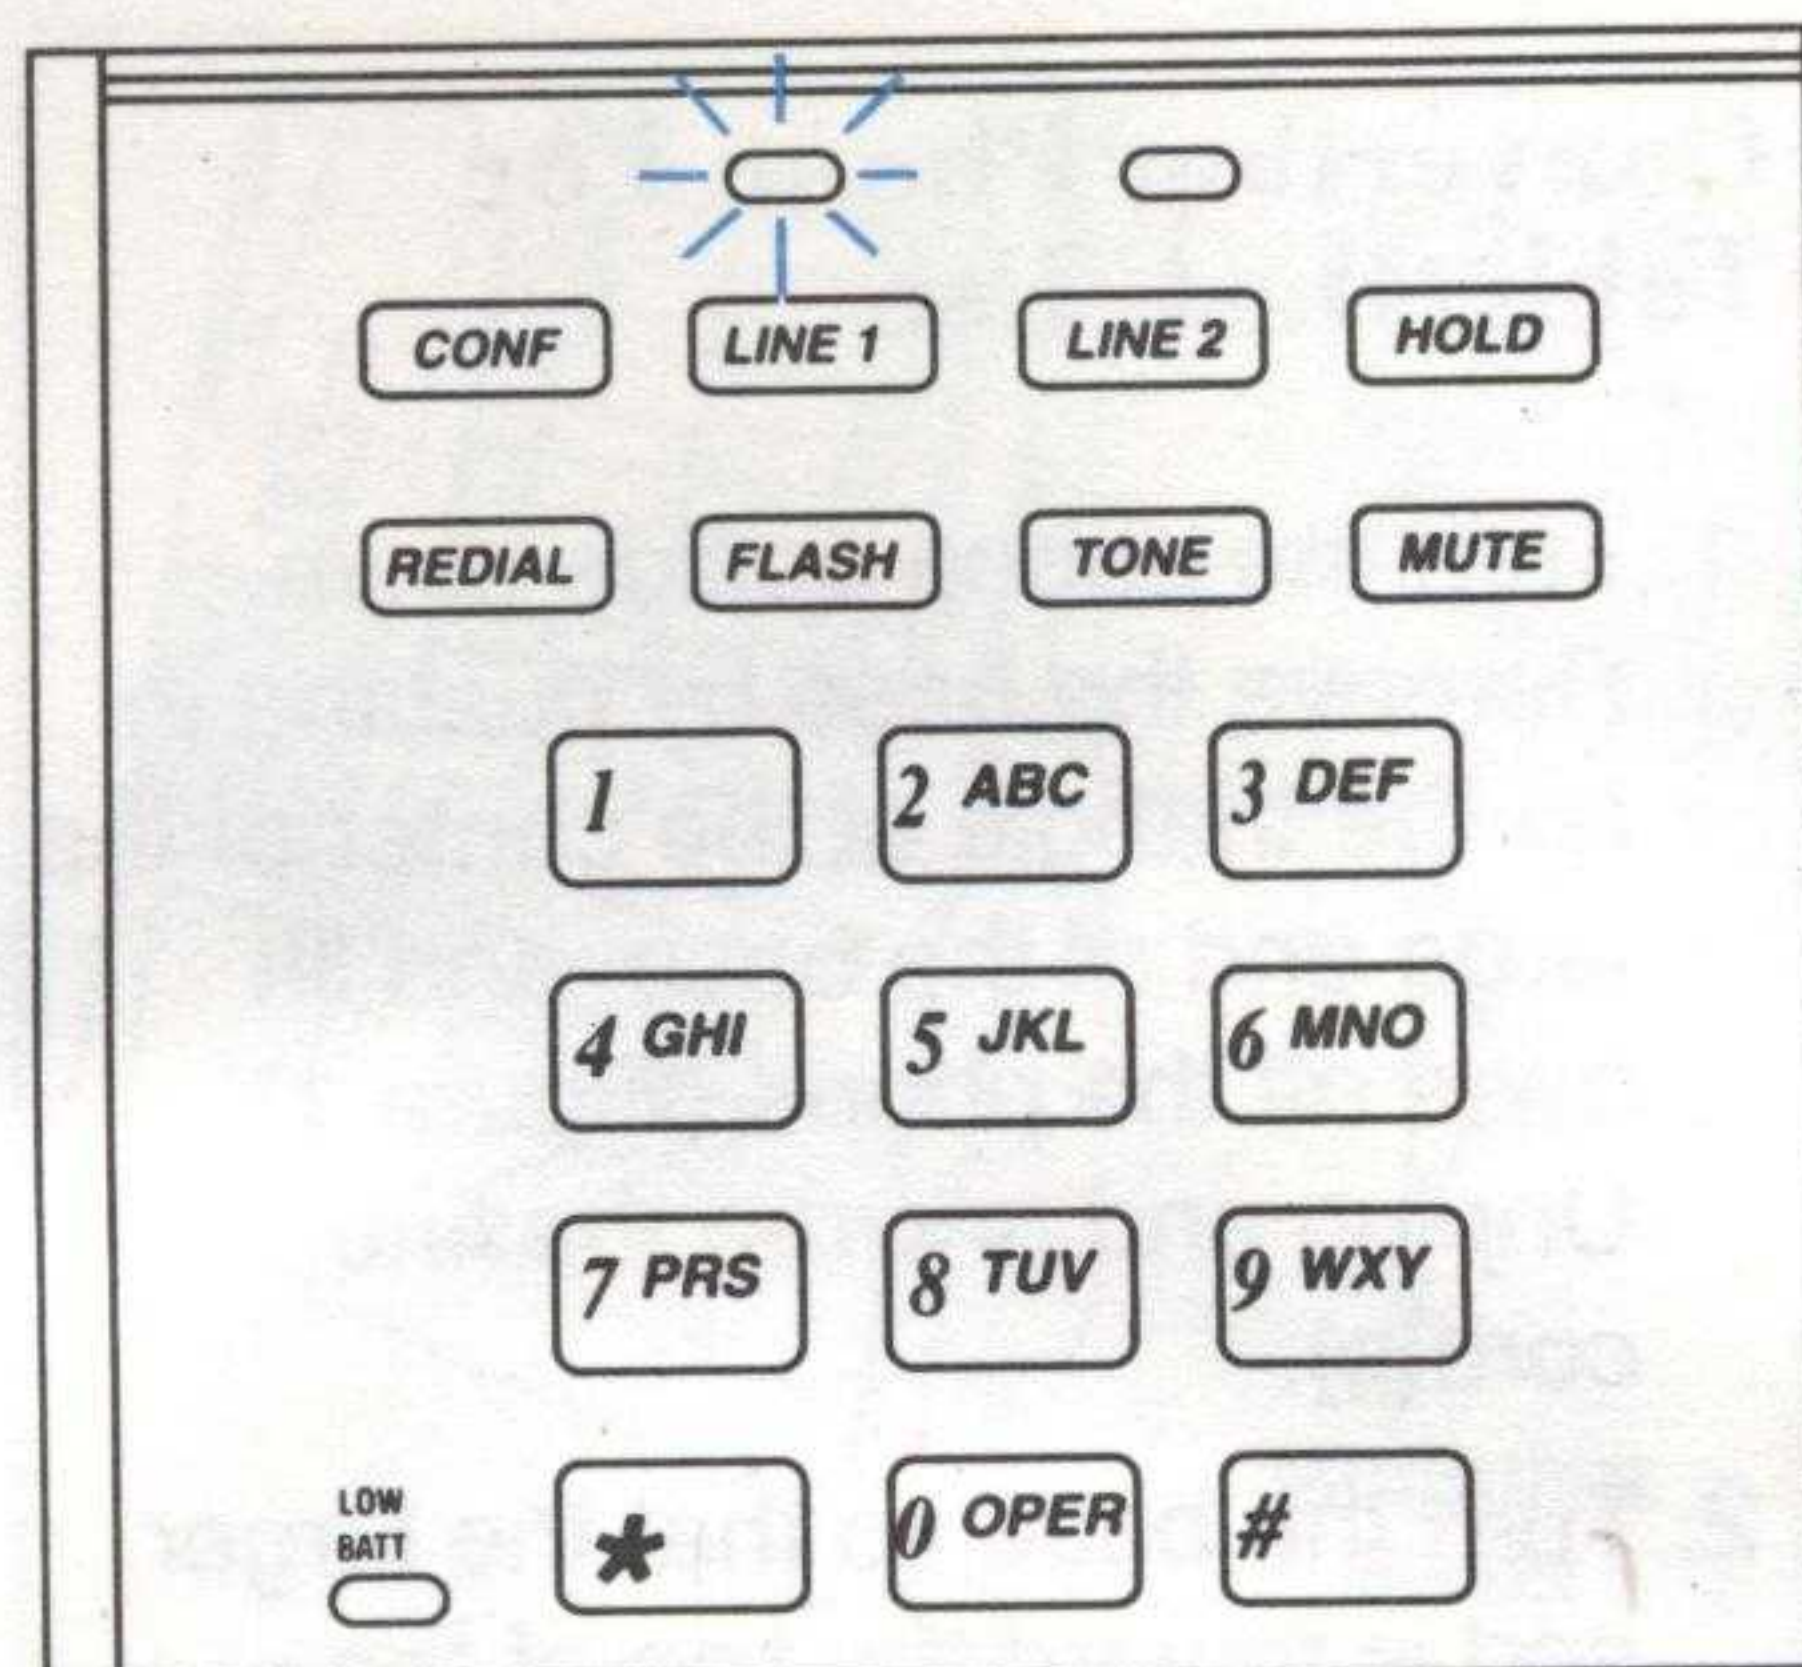 CONF LINE 1 LINE 2 HOLD
REDIAL FLASH TONE MUTE
1 2 ABC 3 DEF
4 GHI 5 JKL 6 MNO
7 PRS 8 TUV 9 WXY
LOW
BATT
* 0 OPER #